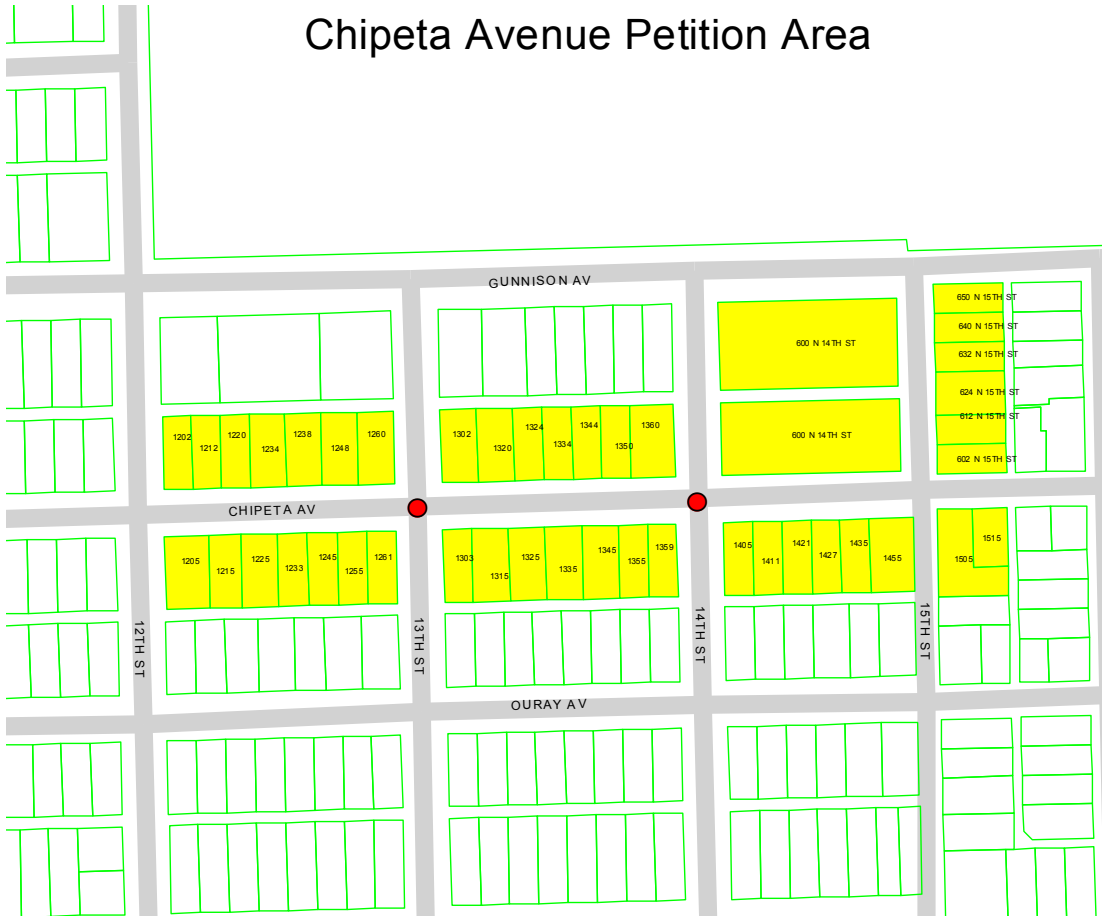 Chipeta Avenue Petition Area
GUNNISON AV
650 N 15TH ST
640 N 15TH ST
632 N 15TH ST
624 N 15TH ST
612 N 15TH ST
602 N 15TH ST
600 N 14TH ST
600 N 14TH ST
1202
1212
1220
1234
1238
1248
1260
1302
1320
1324
1334
1344
1350
1360
CHIPETA AV
1205
1215
1225
1233
1245
1255
1261
1303
1315
1325
1335
1345
1355
1359
1405
1411
1421
1427
1435
1455
1505
1515
12TH ST
13TH ST
14TH ST
15TH ST
OURAY AV